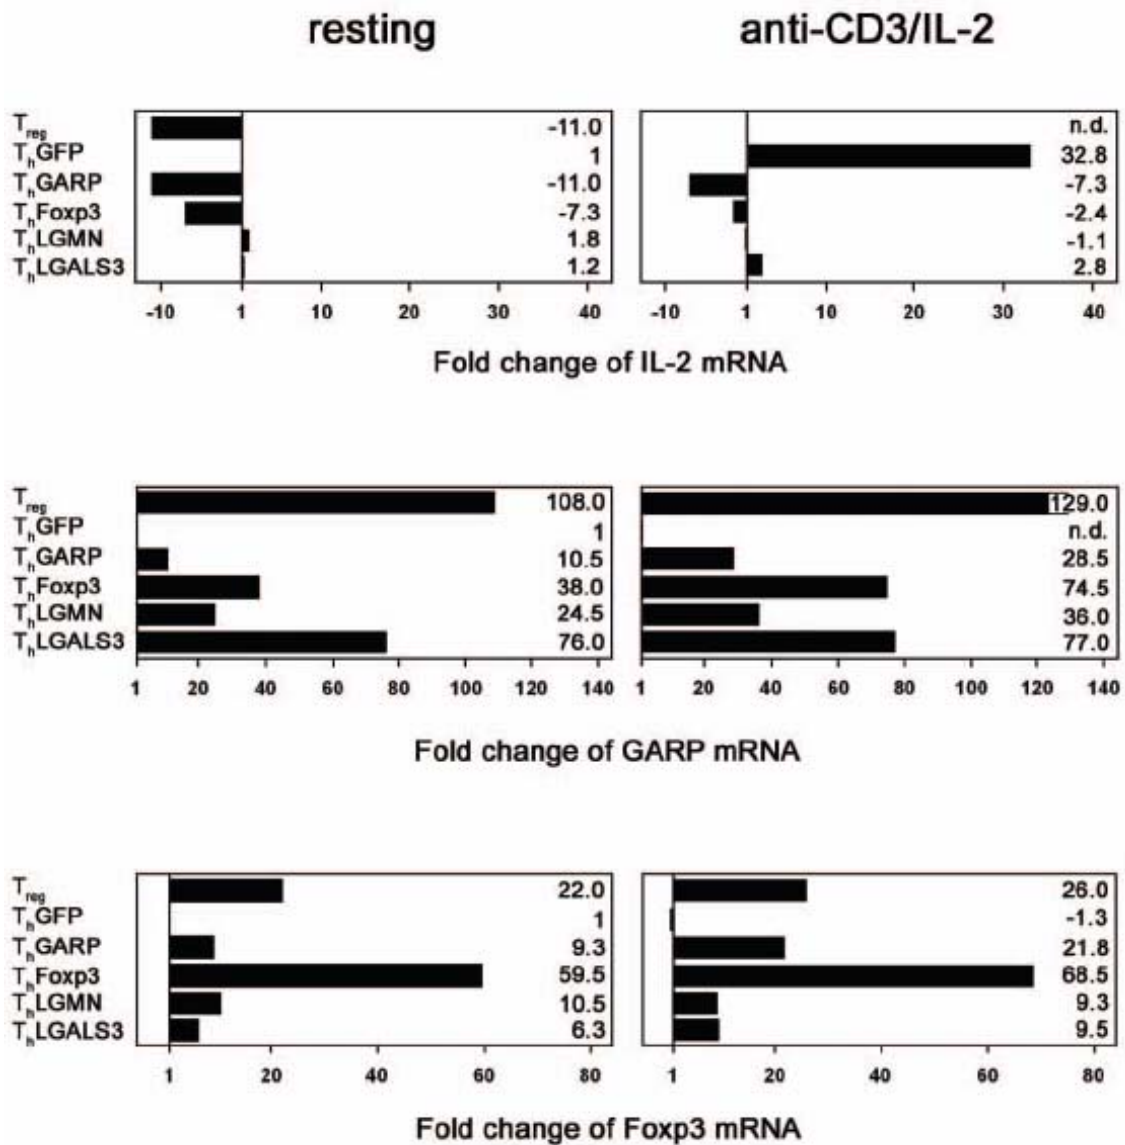 resting anti-CD3/IL-2
Treg -11.0 n.d.
ThGFP 1 32.8
ThGARP -11.0 -7.3
ThFoxp3 -7.3 -2.4
ThLGMN 1.8 -1.1
ThLGALS3 1.2 2.8
-10 1 10 20 30 40 -10 1 10 20 30 40
Fold change of IL-2 mRNA
Treg 108.0 129.0
ThGFP 1 n.d.
ThGARP 10.5 28.5
ThFoxp3 38.0 74.5
ThLGMN 24.5 36.0
ThLGALS3 76.0 77.0
1 20 40 60 80 100 120 140 1 20 40 60 80 100 120 140
Fold change of GARP mRNA
Treg 22.0 26.0
ThGFP 1 -1.3
ThGARP 9.3 21.8
ThFoxp3 59.5 68.5
ThLGMN 10.5 9.3
ThLGALS3 6.3 9.5
1 20 40 60 80 1 20 40 60 80
Fold change of Foxp3 mRNA